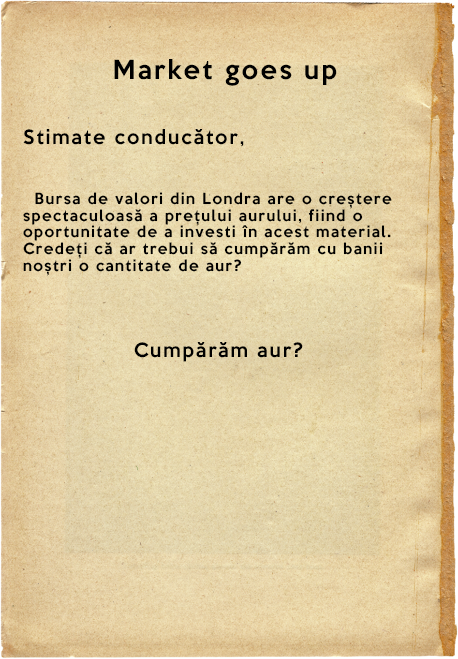 Market goes up
Stimate conducător,
Bursa de valori din Londra are o creștere
spectaculoasă a prețului aurului, fiind o
oportunitate de a investi în acest material.
Credeți că ar trebui să cumpărăm cu banii
noștri o cantitate de aur?
Cumpărăm aur?